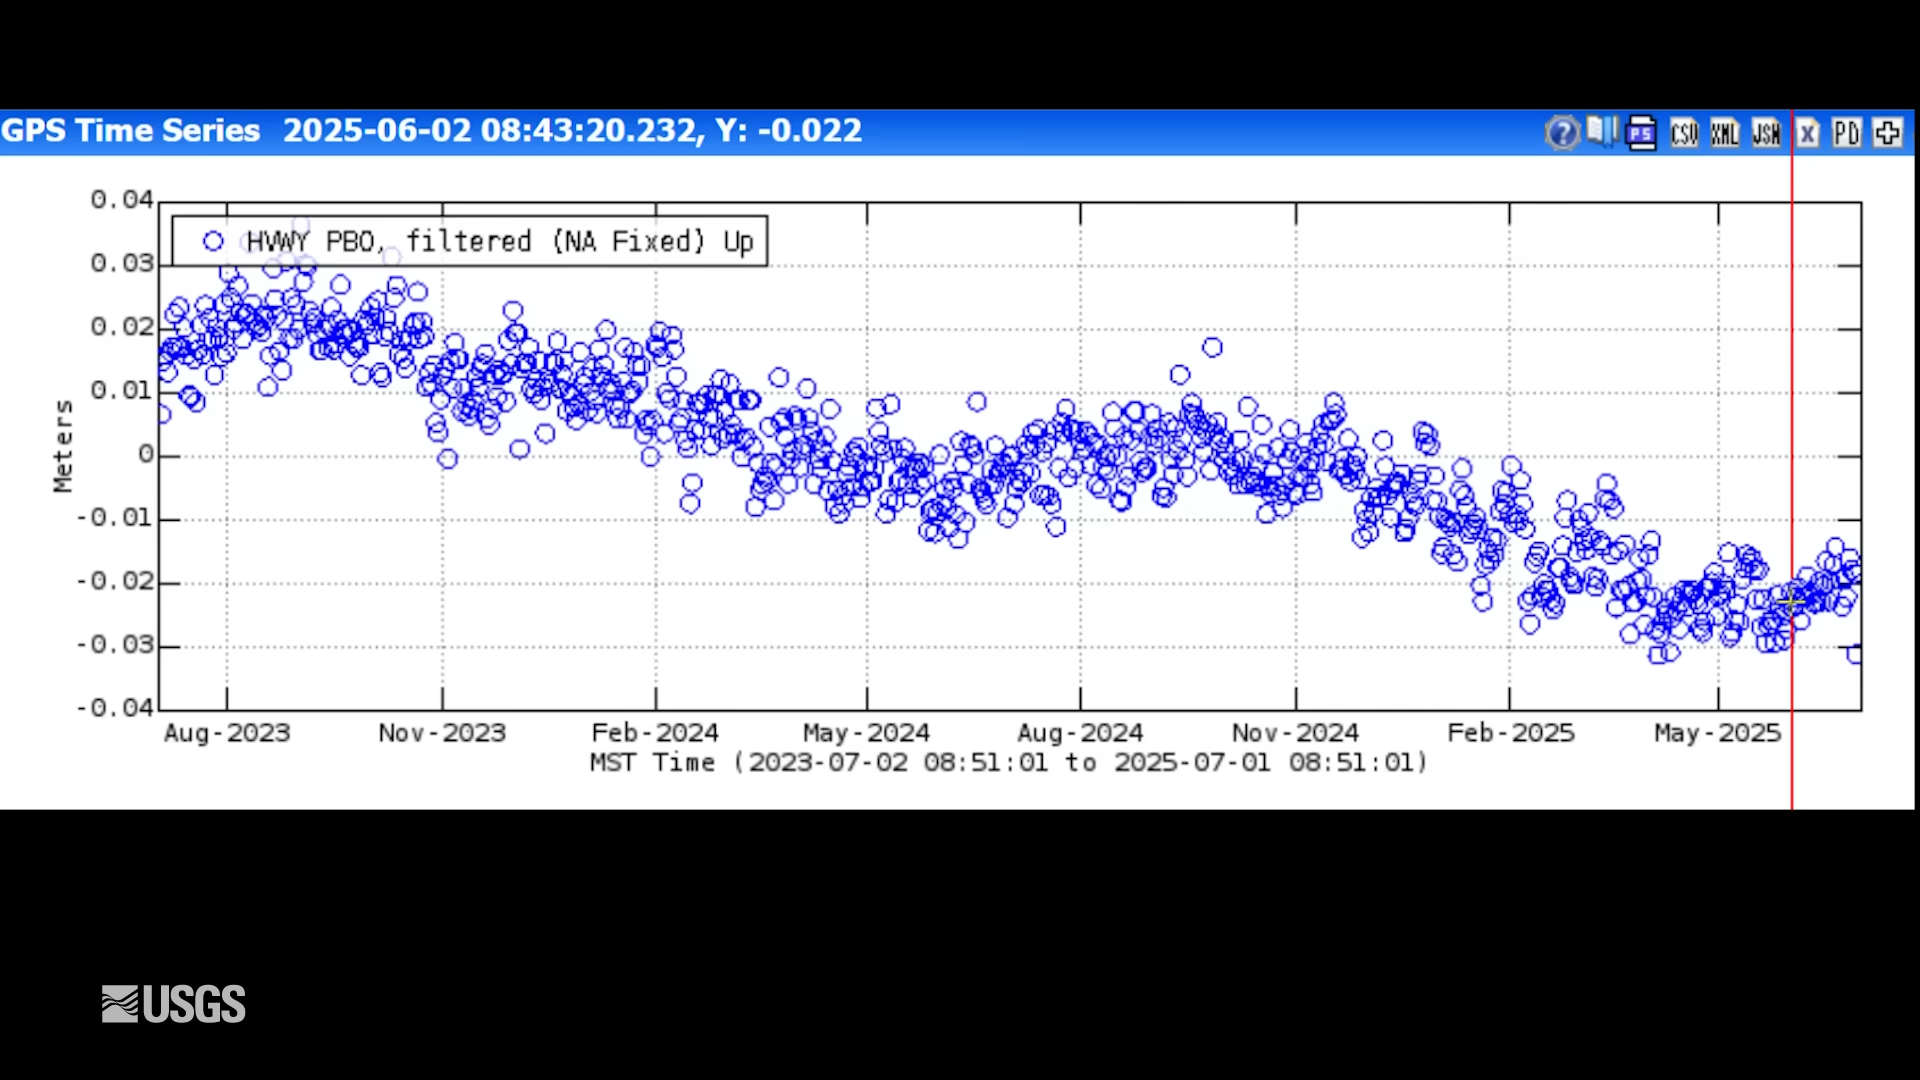 GPS Time Series 2025-06-02 08:43:20.232, Y: -0.022
? PS CSV XML JSN X PD
HVWY PBO, filtered (NA Fixed) Up
Meters
0.04
0.03
0.02
0.01
0
-0.01
-0.02
-0.03
-0.04
Aug-2023 Nov-2023 Feb-2024 May-2024 Aug-2024 Nov-2024 Feb-2025 May-2025
MST Time (2023-07-02 08:51:01 to 2025-07-01 08:51:01)
USGS